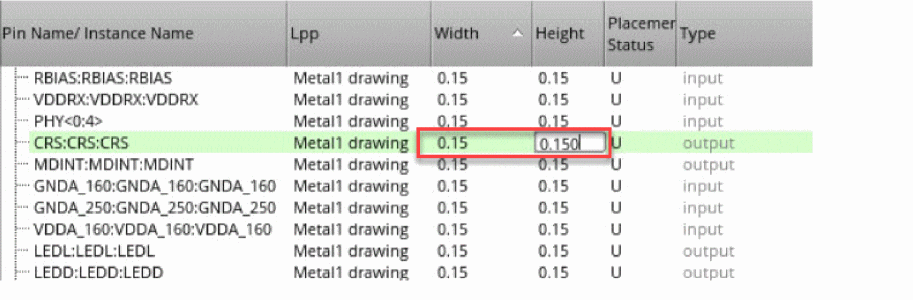 Pin Name/ Instance Name Lpp Width Height Placemer Status Type
RBIAS:RBIAS:RBIAS Metal1 drawing 0.15 0.15 U input
VDDRX:VDDRX:VDDRX Metal1 drawing 0.15 0.15 U input
PHY<0:4> Metal1 drawing 0.15 0.15 U input
CRS:CRS:CRS Metal1 drawing 0.15 0.150 U output
MDINT:MDINT:MDINT Metal1 drawing 0.15 0.15 U output
GNDA_160:GNDA_160:GNDA_160 Metal1 drawing 0.15 0.15 U input
GNDA_250:GNDA_250:GNDA_250 Metal1 drawing 0.15 0.15 U input
VDDA_160:VDDA_160:VDDA_160 Metal1 drawing 0.15 0.15 U input
LEDL:LEDL:LEDL Metal1 drawing 0.15 0.15 U output
LEDD:LEDD:LEDD Metal1 drawing 0.15 0.15 U output